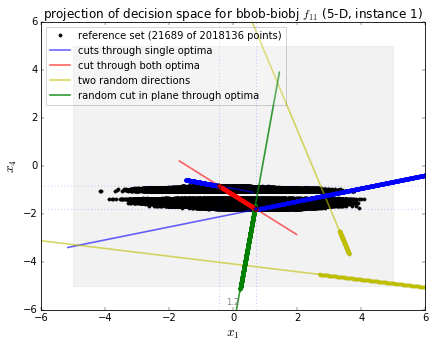 projection of decision space for bbob-biobj f₁₁ (5-D, instance 1)
6
4
2
0
−2
−4
−6
x₄
reference set (21689 of 2018136 points)
cuts through single optima
cut through both optima
two random directions
random cut in plane through optima
1.2
−6
−4
−2
0
2
4
6
x₁